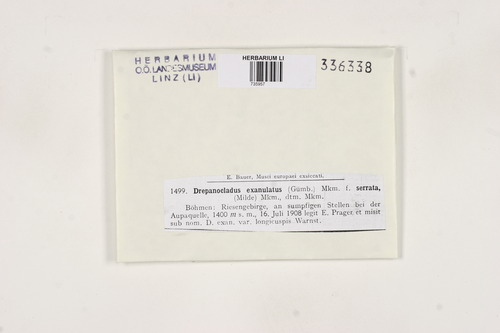 HERBARIUM
O.Ö. LANDESMUSEUM
LINZ (LI)
HERBARIUM LI
336338
E. Bauer, Musci europaei exsiccati.
1499. Drepanocladus exanulatus (Gümb.) Mkm. f. serrata,
(Milde) Mkm., dtm. Mkm.
Böhmen: Riesengebirge, an sumpfigen Stellen bei der
Aupaquelle, 1400 m s. m., 16. Juli 1908 legit E. Prager et misit
sub nom. D. exan. var. longicuspis Warnst.